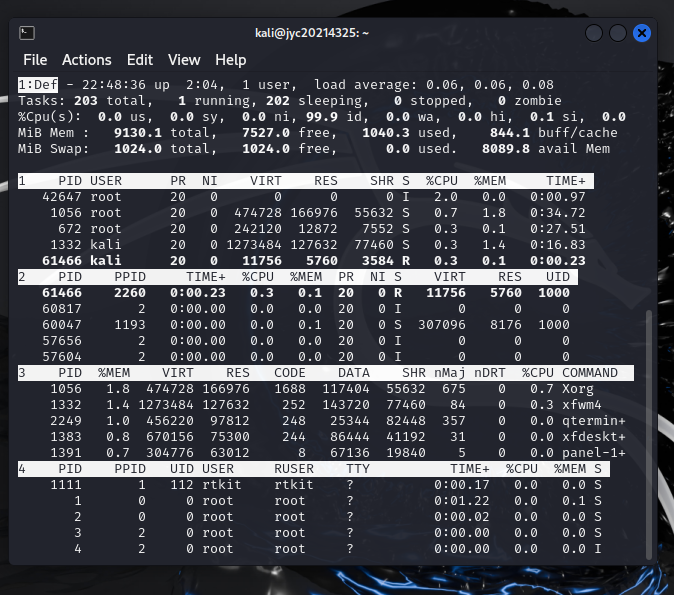 kali@jyc20214325: ~
File Actions Edit View Help
1:Def - 22:48:36 up 2:04, 1 user, load average: 0.06, 0.06, 0.08
Tasks: 203 total, 1 running, 202 sleeping, 0 stopped, 0 zombie
%Cpu(s): 0.0 us, 0.0 sy, 0.0 ni, 99.9 id, 0.0 wa, 0.0 hi, 0.1 si, 0.0
MiB Mem : 9130.1 total, 7527.0 free, 1040.3 used, 844.1 buff/cache
MiB Swap: 1024.0 total, 1024.0 free, 0.0 used. 8089.8 avail Mem
1 PID USER PR NI VIRT RES SHR S %CPU %MEM TIME+
42647 root 20 0 0 0 0 I 2.0 0.0 0:00.97
1056 root 20 0 474728 166976 55632 S 0.7 1.8 0:34.72
672 root 20 0 242120 12872 7552 S 0.3 0.1 0:27.51
1332 kali 20 0 1273484 127632 77460 S 0.3 1.4 0:16.83
61466 kali 20 0 11756 5760 3584 R 0.3 0.1 0:00.23
2 PID PPID TIME+ %CPU %MEM PR NI S VIRT RES UID
61466 2260 0:00.23 0.3 0.1 20 0 R 11756 5760 1000
60817 2 0:00.00 0.0 0.0 20 0 I 0 0 0
60047 1193 0:00.00 0.0 0.1 20 0 S 307096 8176 1000
57656 2 0:00.00 0.0 0.0 20 0 I 0 0 0
57604 2 0:00.00 0.0 0.0 20 0 I 0 0 0
3 PID %MEM VIRT RES CODE DATA SHR nMaj nDRT %CPU COMMAND
1056 1.8 474728 166976 1688 117404 55632 675 0 0.7 Xorg
1332 1.4 1273484 127632 252 143720 77460 84 0 0.3 xfwm4
2249 1.0 456220 97812 248 25344 82448 357 0 0.0 qtermin+
1383 0.8 670156 75300 244 86444 41192 31 0 0.0 xfdeskt+
1391 0.7 304776 63012 8 67136 19840 5 0 0.0 panel-1+
4 PID PPID UID USER RUSER TTY TIME+ %CPU %MEM S
1111 1 112 rtkit rtkit ? 0:00.17 0.0 0.0 S
1 0 0 root root ? 0:01.22 0.0 0.1 S
2 0 0 root root ? 0:00.02 0.0 0.0 S
3 2 0 root root ? 0:00.00 0.0 0.0 S
4 2 0 root root ? 0:00.00 0.0 0.0 I